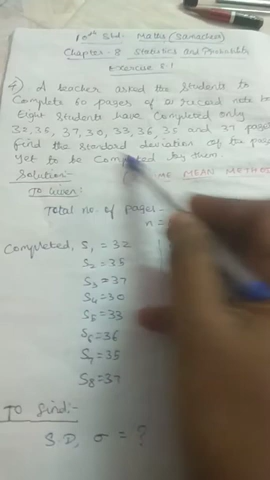 10th Std. Maths (Samacheer)
Chapter-8 Statistics and Probability
Exercise 8.1
4) A teacher asked the students to
complete 60 pages of a record note
Eight students have completed only
32, 35, 37, 30, 33, 36, 35 and 37 pages
Find the standard deviation of the pages
yet to be completed by them
Solution:-
MEAN METHOD
To Given:
Total no. of pages -
n =
Completed, S1 = 32
S2 = 35
S3 = 37
S4 = 30
S5 = 33
S6 = 36
S7 = 35
S8 = 37
To find:-
S.D, σ = ?